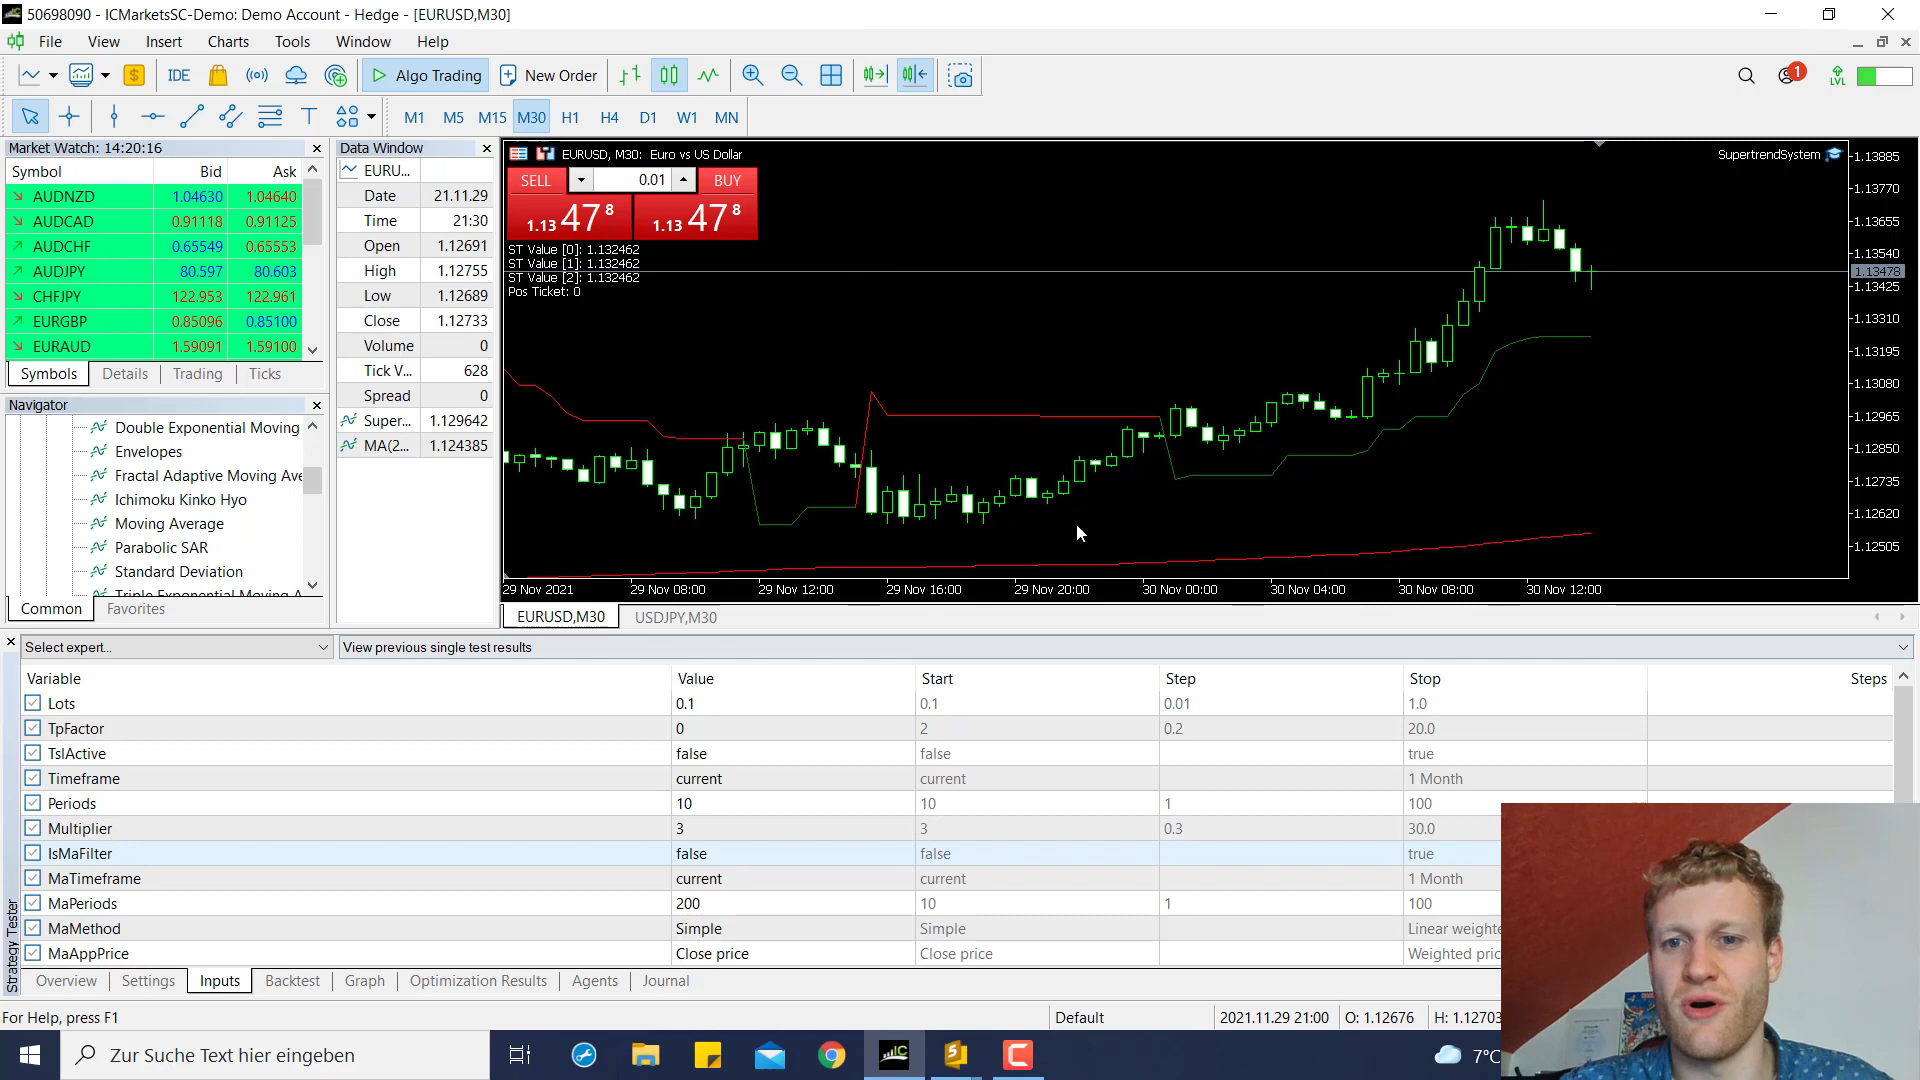 50698090 - ICMarketsSC-Demo: Demo Account - Hedge - [EURUSD,M30]
File View Insert Charts Tools Window Help
IDE Algo Trading New Order 1 LVL
M1 M5 M15 M30 H1 H4 D1 W1 MN
Market Watch: 14:20:16
Symbol Bid Ask
AUDNZD 1.04630 1.04640
AUDCAD 0.91118 0.91125
AUDCHF 0.65549 0.65553
AUDJPY 80.597 80.603
CHFJPY 122.953 122.961
EURGBP 0.85096 0.85100
EURAUD 1.59091 1.59100
Symbols Details Trading Ticks
Navigator
Double Exponential Moving
Envelopes
Fractal Adaptive Moving Ave
Ichimoku Kinko Hyo
Moving Average
Parabolic SAR
Standard Deviation
Triple Exponential Moving A
Common Favorites
Data Window
EURU...
Date 21.11.29
Time 21:30
Open 1.12691
High 1.12755
Low 1.12689
Close 1.12733
Volume 0
Tick V... 628
Spread 0
Super... 1.129642
MA(2... 1.124385
EURUSD, M30: Euro vs US Dollar
SupertrendSystem
SELL 0.01 BUY
1.13 47 8 1.13 47 8
ST Value [0]: 1.132462
ST Value [1]: 1.132462
ST Value [2]: 1.132462
Pos Ticket: 0
1.13885
1.13770
1.13655
1.13540
1.13478
1.13425
1.13310
1.13195
1.13080
1.12965
1.12850
1.12735
1.12620
1.12505
29 Nov 2021 29 Nov 08:00 29 Nov 12:00 29 Nov 16:00 29 Nov 20:00 30 Nov 00:00 30 Nov 04:00 30 Nov 08:00 30 Nov 12:00
EURUSD,M30 USDJPY,M30
Select expert... View previous single test results
Variable Value Start Step Stop Steps
Lots 0.1 0.1 0.01 1.0
TpFactor 0 2 0.2 20.0
TslActive false false true
Timeframe current current 1 Month
Periods 10 10 1 100
Multiplier 3 3 0.3 30.0
IsMaFilter false false true
MaTimeframe current current 1 Month
MaPeriods 200 10 1 100
MaMethod Simple Simple Linear weighte
MaAppPrice Close price Close price Weighted pric
Strategy Tester
Overview Settings Inputs Backtest Graph Optimization Results Agents Journal
For Help, press F1 Default 2021.11.29 21:00 O: 1.12676 H: 1.12703
Zur Suche Text hier eingeben 7°C